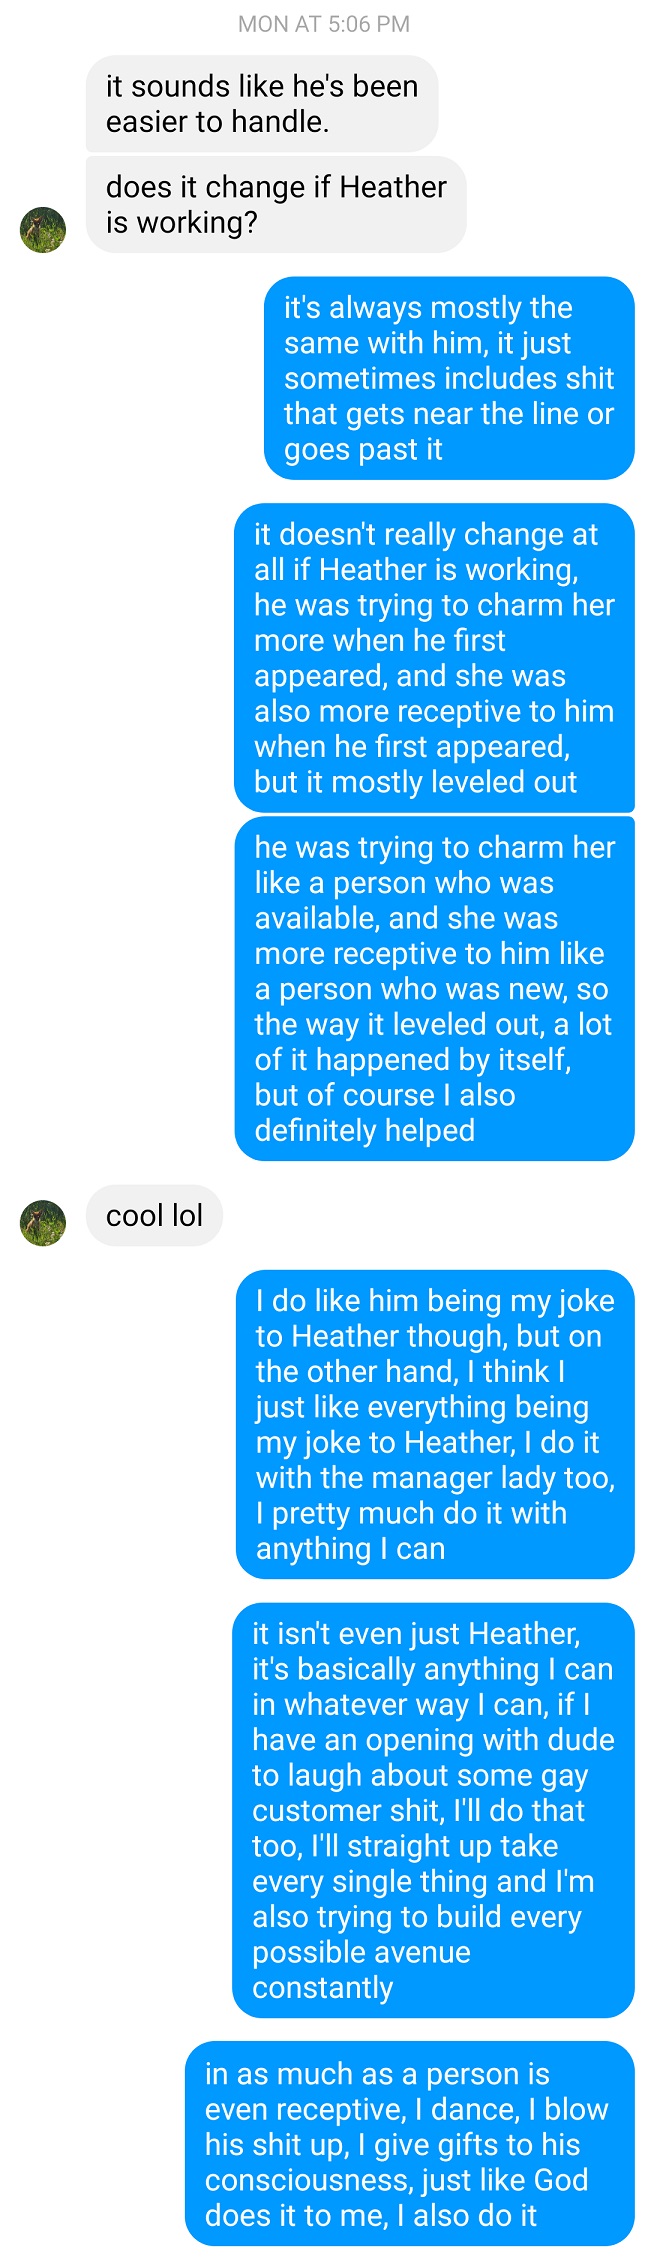 MON AT 5:06 PM
it sounds like he's been
easier to handle.
does it change if Heather
is working?
it's always mostly the
same with him, it just
sometimes includes shit
that gets near the line or
goes past it
it doesn't really change at
all if Heather is working,
he was trying to charm her
more when he first
appeared, and she was
also more receptive to him
when he first appeared,
but it mostly leveled out
he was trying to charm her
like a person who was
available, and she was
more receptive to him like
a person who was new, so
the way it leveled out, a lot
of it happened by itself,
but of course I also
definitely helped
cool lol
I do like him being my joke
to Heather though, but on
the other hand, I think I
just like everything being
my joke to Heather, I do it
with the manager lady too,
I pretty much do it with
anything I can
it isn't even just Heather,
it's basically anything I can
in whatever way I can, if I
have an opening with dude
to laugh about some gay
customer shit, I'll do that
too, I'll straight up take
every single thing and I'm
also trying to build every
possible avenue
constantly
in as much as a person is
even receptive, I dance, I blow
his shit up, I give gifts to his
consciousness, just like God
does it to me, I also do it